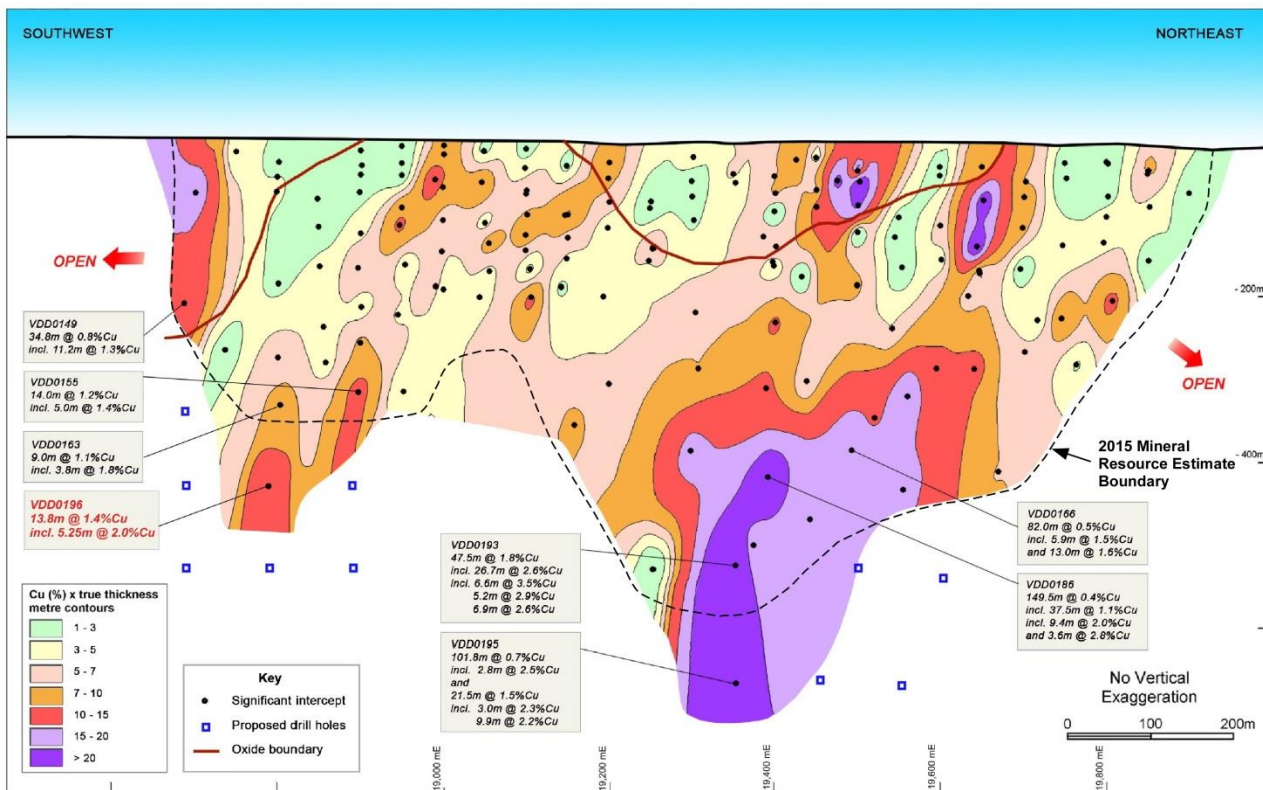 SOUTHWEST
NORTHEAST
OPEN
- 200m
VDD0149
34.8m @ 0.8%Cu
incl. 11.2m @ 1.3%Cu
VDD0155
14.0m @ 1.2%Cu
incl. 5.0m @ 1.4%Cu
OPEN
VDD0163
9.0m @ 1.1%Cu
incl. 3.8m @ 1.8%Cu
2015 Mineral
Resource Estimate
Boundary
- 400m
VDD0196
13.8m @ 1.4%Cu
incl. 5.25m @ 2.0%Cu
VDD0166
82.0m @ 0.5%Cu
incl. 5.9m @ 1.5%Cu
and 13.0m @ 1.6%Cu
VDD0193
47.5m @ 1.8%Cu
incl 26.7m @ 2.6%Cu
incl. 6.6m @ 3.5%Cu
5.2m @ 2.9%Cu
6.9m @ 2.6%Cu
VDD0186
149.5m @ 0.4%Cu
incl. 37.5m @ 1.1%Cu
incl. 9.4m @ 2.0%Cu
and 3.6m @ 2.8%Cu
VDD0195
101.8m @ 0.7%Cu
incl. 2.8m @ 2.5%Cu
and
21.5m @ 1.5%Cu
incl. 3.0m @ 2.3%Cu
9.9m @ 2.2%Cu
Cu (%) x true thickness
metre contours
1 - 3
3 - 5
5 - 7
7 - 10
10 - 15
15 - 20
> 20
Key
Significant intercept
Proposed drill holes
Oxide boundary
No Vertical
Exaggeration
0 100 200m
19,000 mE
19,200 mE
19,400 mE
19,600 mE
19,800 mE